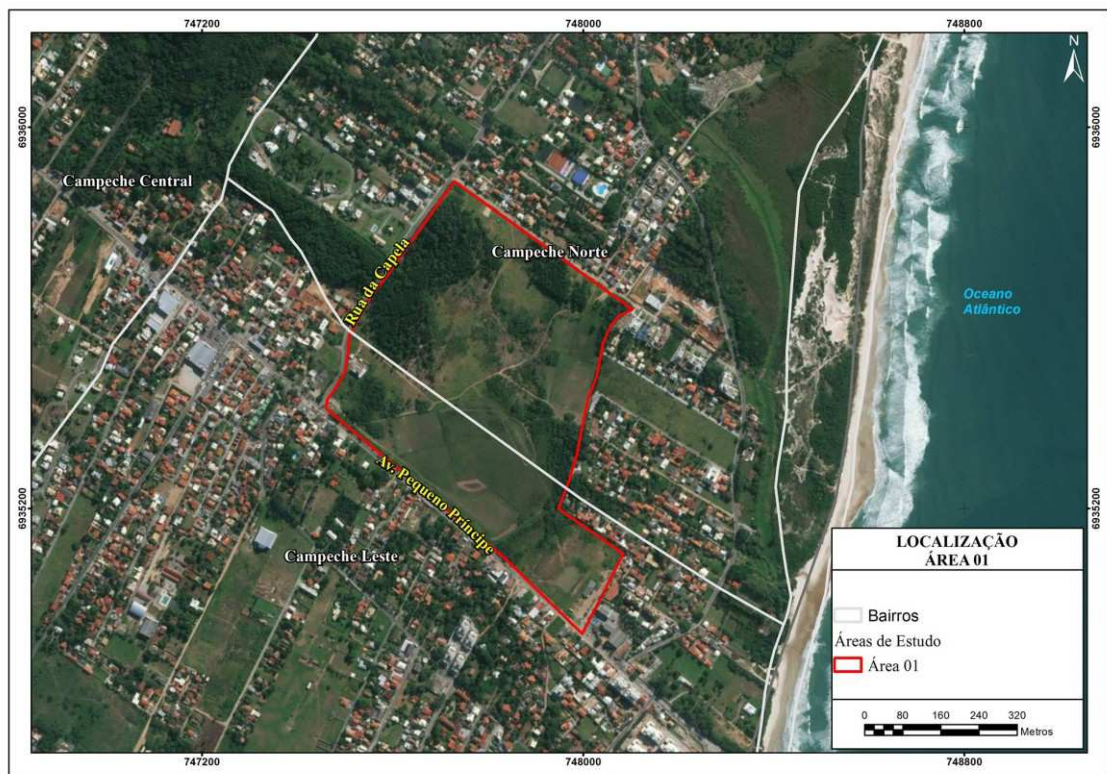 747200
748000
748800
N
6936000
6936000
Campeche Central
Rua da Capela
Campeche Norte
Oceano
Atlântico
6935200
6935200
Av. Pequeno Príncipe
Campeche Leste
LOCALIZAÇÃO
ÁREA 01
Bairros
Áreas de Estudo
Área 01
0 80 160 240 320
Metros
747200
748000
748800